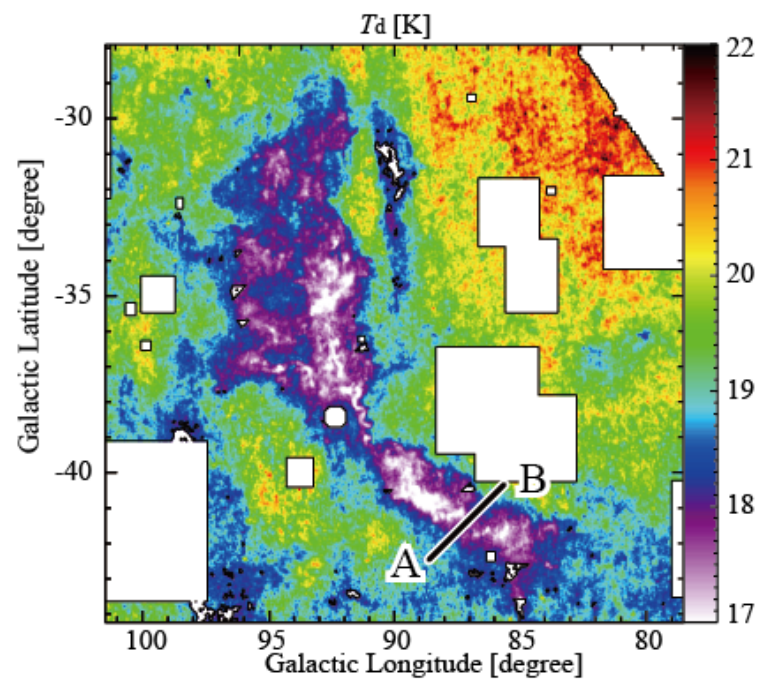 Td [K]
22
21
20
19
18
17
-30
-35
-40
Galactic Latitude [degree]
B
A
100 95 90 85 80
Galactic Longitude [degree]